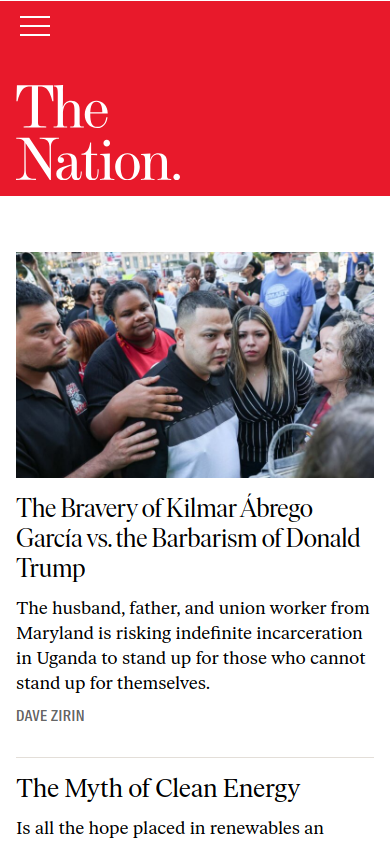 The
Nation.
The Bravery of Kilmar Ábrego
García vs. the Barbarism of Donald
Trump
The husband, father, and union worker from
Maryland is risking indefinite incarceration
in Uganda to stand up for those who cannot
stand up for themselves.
DAVE ZIRIN
The Myth of Clean Energy
Is all the hope placed in renewables an